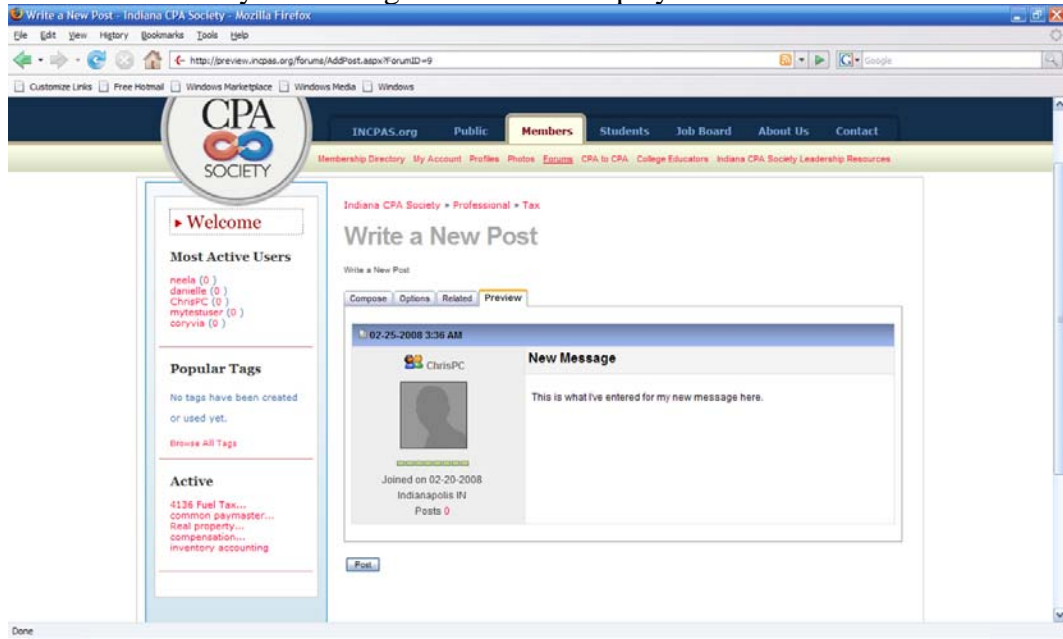 Write a New Post - Indiana CPA Society - Mozilla Firefox
File Edit View History Bookmarks Tools Help
http://preview.incpas.org/forums/AddPost.aspx?ForumID=9
Google
Customize Links Free Hotmail Windows Marketplace Windows Media Windows
CPA
SOCIETY
INCPAS.org Public Members Students Job Board About Us Contact
Membership Directory My Account Profiles Photos Forums CPA to CPA College Educators Indiana CPA Society Leadership Resources
Welcome
Most Active Users
neela (0 )
danielle (0 )
ChrisPC (0 )
mytestuser (0 )
coryvia (0 )
Popular Tags
No tags have been created
or used yet.
Browse All Tags
Active
4136 Fuel Tax...
common paymaster...
Real property...
compensation...
inventory accounting
Indiana CPA Society » Professional » Tax
Write a New Post
Write a New Post
Compose Options Related Preview
02-25-2008 3:36 AM
ChrisPC
Joined on 02-20-2008
Indianapolis IN
Posts 0
New Message
This is what I've entered for my new message here.
Post
Done